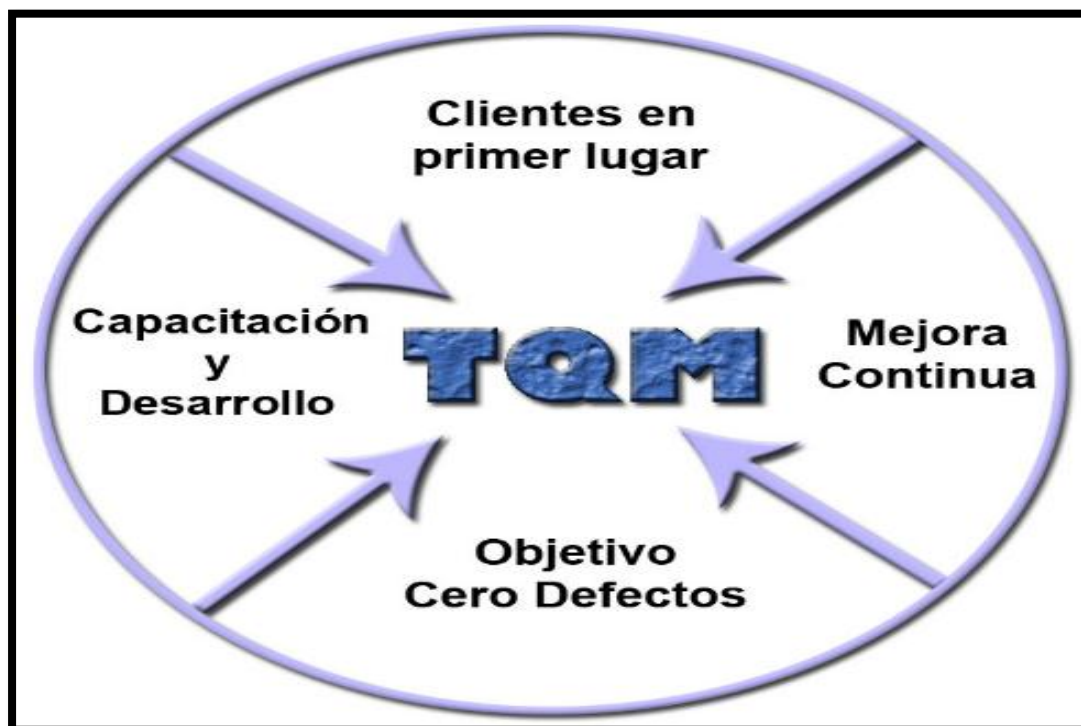 Clientes en
primer lugar
Capacitación
y
Desarrollo
TQM
Mejora
Continua
Objetivo
Cero Defectos